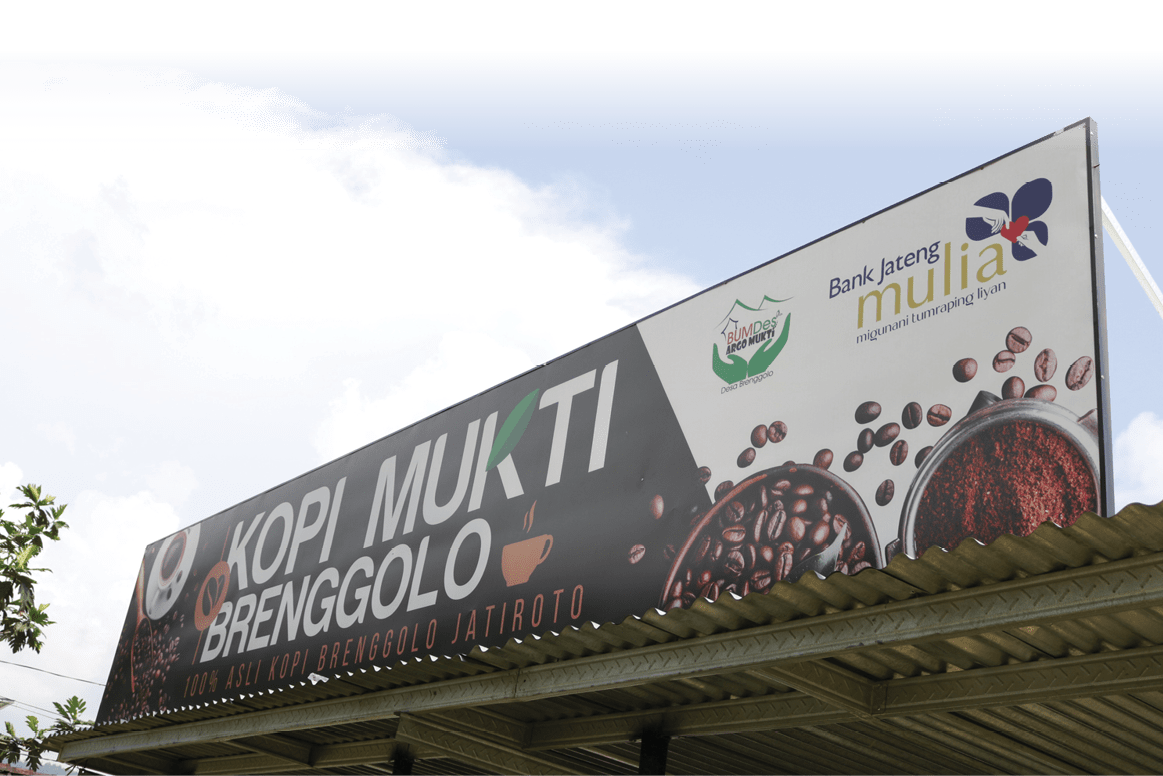 KOPI MUKTI
BRENGGOLO
100% ASLI KOPI BRENGGOLO JATIROTO
BUMDes
ARGO MUKTI
Desa Brenggolo
Bank Jateng
mulia
migunani tumraping liyan